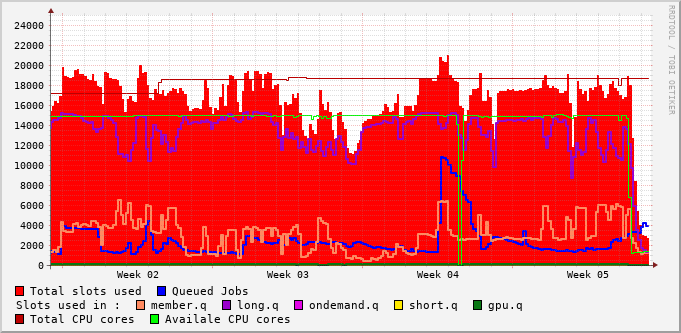 RRDTOOL / TOBI OETIKER
24000
22000
20000
18000
16000
14000
12000
10000
8000
6000
4000
2000
0
Week 02 Week 03 Week 04 Week 05
Total slots used Queued Jobs
Slots used in : member.q long.q ondemand.q short.q gpu.q
Total CPU cores Availale CPU cores